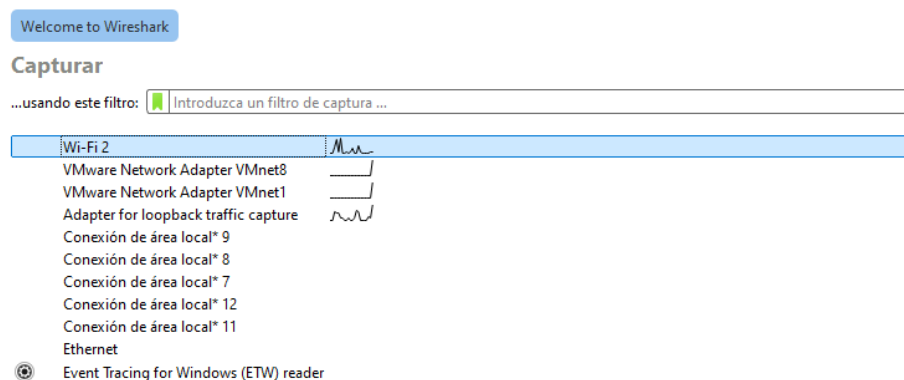 Welcome to Wireshark
Capturar
...usando este filtro: Introduzca un filtro de captura ...
Wi-Fi 2
VMware Network Adapter VMnet8
VMware Network Adapter VMnet1
Adapter for loopback traffic capture
Conexión de área local* 9
Conexión de área local* 8
Conexión de área local* 7
Conexión de área local* 12
Conexión de área local* 11
Ethernet
Event Tracing for Windows (ETW) reader